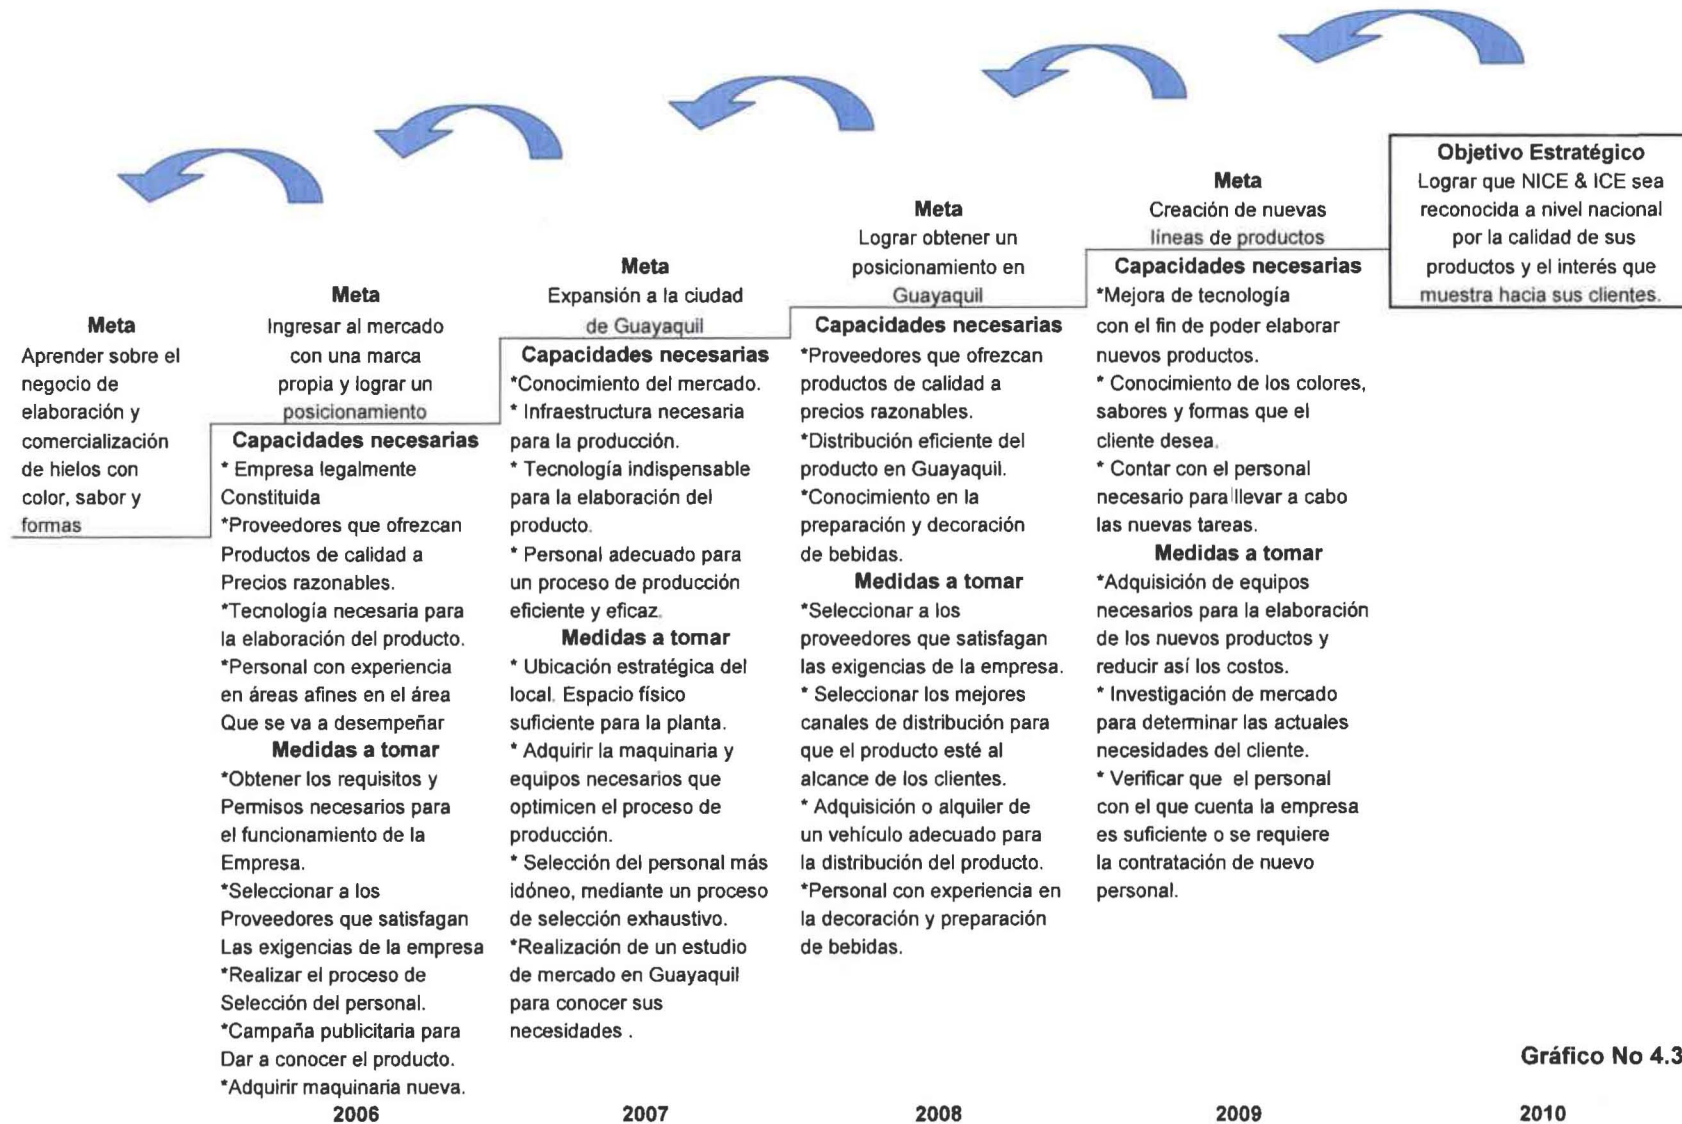 Meta
Aprender sobre el
negocio de
elaboración y
comercialización
de hielos con
color, sabor y
formas
Meta
Ingresar al mercado
con una marca
propia y lograr un
posicionamiento
Capacidades necesarias
* Empresa legalmente
Constituida
*Proveedores que ofrezcan
Productos de calidad a
Precios razonables.
*Tecnología necesaria para
la elaboración del producto.
*Personal con experiencia
en áreas afines en el área
Que se va a desempeñar
Medidas a tomar
*Obtener los requisitos y
Permisos necesarios para
el funcionamiento de la
Empresa.
*Seleccionar a los
Proveedores que satisfagan
Las exigencias de la empresa
*Realizar el proceso de
Selección del personal.
*Campaña publicitaria para
Dar a conocer el producto.
*Adquirir maquinaria nueva.
2006
Meta
Expansión a la ciudad
de Guayaquil
Capacidades necesarias
*Conocimiento del mercado.
* Infraestructura necesaria
para la producción.
* Tecnología indispensable
para la elaboración del
producto.
* Personal adecuado para
un proceso de producción
eficiente y eficaz.
Medidas a tomar
* Ubicación estratégica del
local. Espacio físico
suficiente para la planta.
* Adquirir la maquinaria y
equipos necesarios que
optimicen el proceso de
producción.
* Selección del personal más
idóneo, mediante un proceso
de selección exhaustivo.
*Realización de un estudio
de mercado en Guayaquil
para conocer sus
necesidades .
2007
Meta
Lograr obtener un
posicionamiento en
Guayaquil
Capacidades necesarias
*Proveedores que ofrezcan
productos de calidad a
precios razonables.
*Distribución eficiente del
producto en Guayaquil.
*Conocimiento en la
preparación y decoración
de bebidas.
Medidas a tomar
*Seleccionar a los
proveedores que satisfagan
las exigencias de la empresa.
* Seleccionar los mejores
canales de distribución para
que el producto esté al
alcance de los clientes.
* Adquisición o alquiler de
un vehículo adecuado para
la distribución del producto.
*Personal con experiencia en
la decoración y preparación
de bebidas.
2008
Meta
Creación de nuevas
líneas de productos
Capacidades necesarias
*Mejora de tecnología
con el fin de poder elaborar
nuevos productos.
* Conocimiento de los colores,
sabores y formas que el
cliente desea.
* Contar con el personal
necesario para llevar a cabo
las nuevas tareas.
Medidas a tomar
*Adquisición de equipos
necesarios para la elaboración
de los nuevos productos y
reducir así los costos.
* Investigación de mercado
para determinar las actuales
necesidades del cliente.
* Verificar que el personal
con el que cuenta la empresa
es suficiente o se requiere
la contratación de nuevo
personal.
2009
Objetivo Estratégico
Lograr que NICE & ICE sea
reconocida a nivel nacional
por la calidad de sus
productos y el interés que
muestra hacia sus clientes.
Gráfico No 4.3
2010